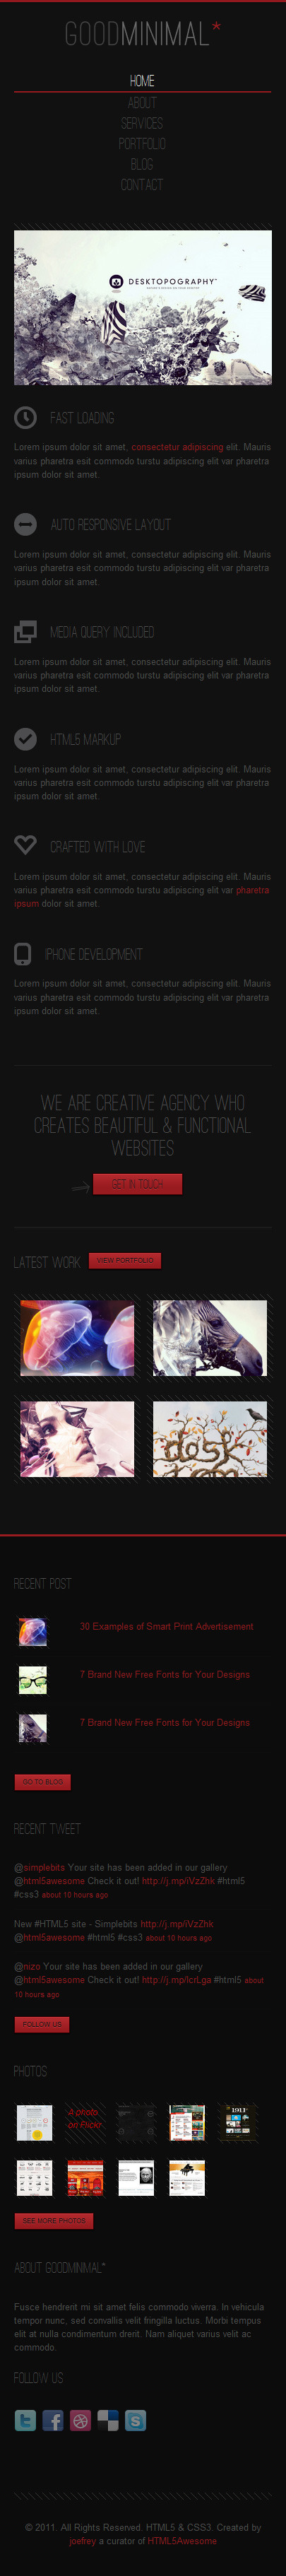 GOODMINIMAL*
HOME
ABOUT
SERVICES
PORTFOLIO
BLOG
CONTACT
DESKTOPOGRAPHY
FAST LOADING
Lorem ipsum dolor sit amet, consectetur adipiscing elit. Mauris
varius pharetra esit commodo turstu adipiscing elit var pharetra
ipsum dolor sit amet.
AUTO RESPONSIVE LAYOUT
Lorem ipsum dolor sit amet, consectetur adipiscing elit. Mauris
varius pharetra esit commodo turstu adipiscing elit var pharetra
ipsum dolor sit amet.
MEDIA QUERY INCLUDED
Lorem ipsum dolor sit amet, consectetur adipiscing elit. Mauris
varius pharetra esit commodo turstu adipiscing elit var pharetra
ipsum dolor sit amet.
HTML5 MARKUP
Lorem ipsum dolor sit amet, consectetur adipiscing elit. Mauris
varius pharetra esit commodo turstu adipiscing elit var pharetra
ipsum dolor sit amet.
CRAFTED WITH LOVE
Lorem ipsum dolor sit amet, consectetur adipiscing elit. Mauris
varius pharetra esit commodo turstu adipiscing elit var pharetra
ipsum dolor sit amet.
IPHONE DEVELOPMENT
Lorem ipsum dolor sit amet, consectetur adipiscing elit. Mauris
varius pharetra esit commodo turstu adipiscing elit var pharetra
ipsum dolor sit amet.
WE ARE CREATIVE AGENCY WHO
CREATES BEAUTIFUL & FUNCTIONAL
WEBSITES
GET IN TOUCH
LATEST WORK VIEW PORTFOLIO
RECENT POST
30 Examples of Smart Print Advertisement
7 Brand New Free Fonts for Your Designs
7 Brand New Free Fonts for Your Designs
GO TO BLOG
RECENT TWEET
@simplebits Your site has been added in our gallery
@html5awesome Check it out! http://j.mp/iVzZhk #html5
#css3 about 10 hours ago
New #HTML5 site - Simplebits http://j.mp/iVzZhk
@html5awesome #html5 #css3 about 10 hours ago
@nizo Your site has been added in our gallery
@html5awesome Check it out! http://j.mp/lcrLga #html5 about
10 hours ago
FOLLOW US
PHOTOS
A photo
on Flickr
1911
SEE MORE PHOTOS
ABOUT GOODMINIMAL*
Fusce hendrerit mi sit amet felis commodo viverra. In vehicula
tempor nunc, sed convallis velit fringilla luctus. Morbi tempus
elit at nulla condimentum drerit. Nam aliquet varius velit ac
commodo.
FOLLOW US
© 2011. All Rights Reserved. HTML5 & CSS3. Created by
joefrey a curator of HTML5Awesome